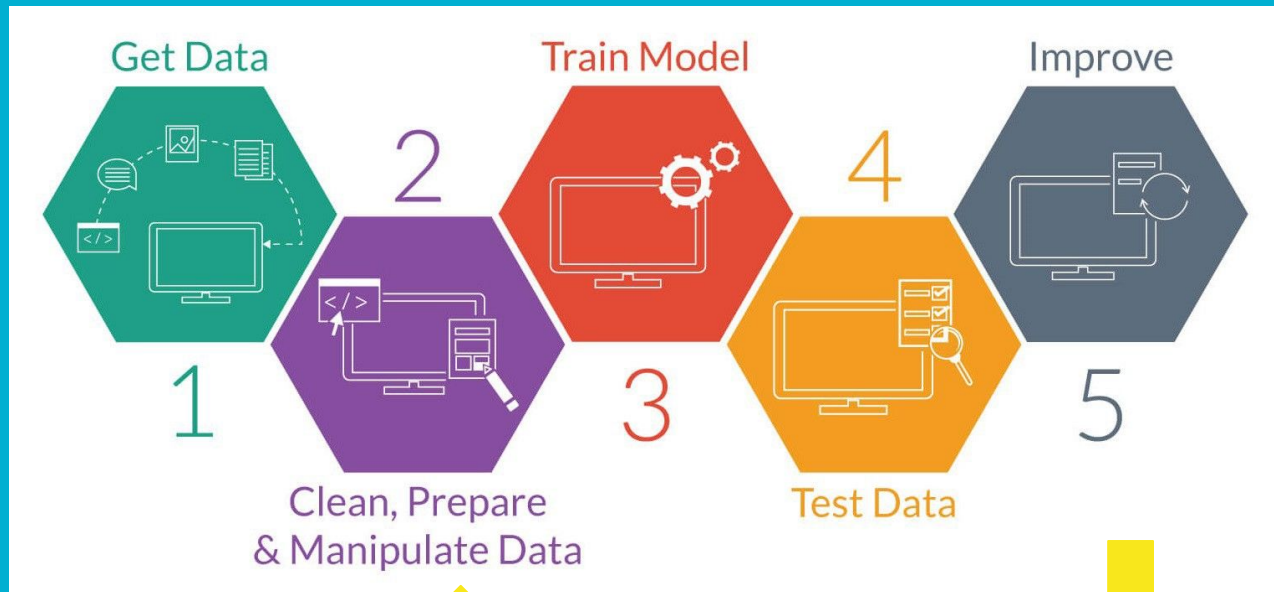 Get Data
1
2
Clean, Prepare
& Manipulate Data
Train Model
3
4
Test Data
Improve
5
</>
</>